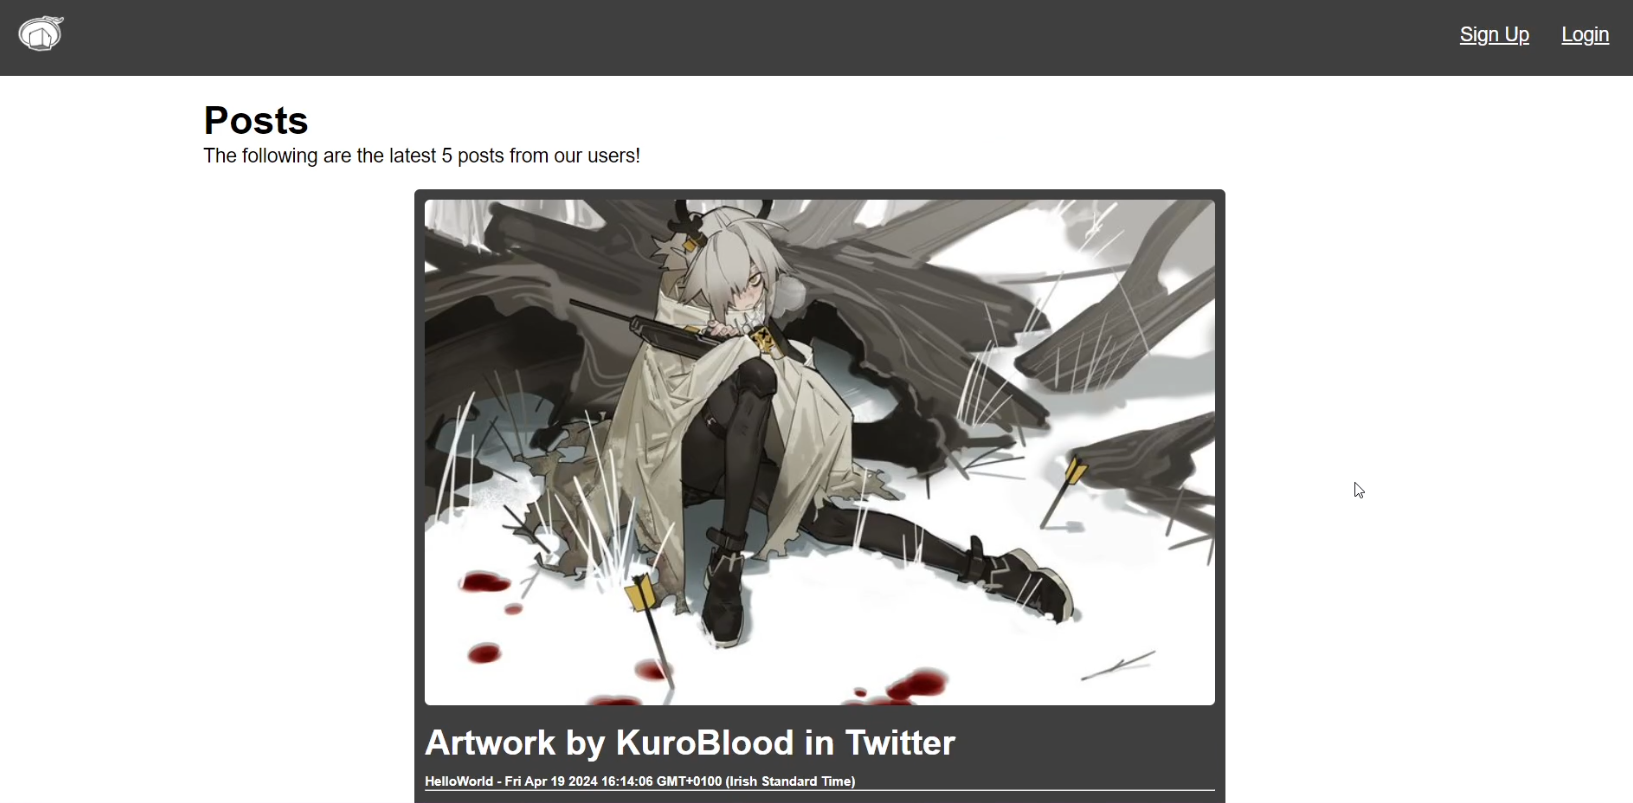 Sign Up Login
Posts
The following are the latest 5 posts from our users!
Artwork by KuroBlood in Twitter
HelloWorld - Fri Apr 19 2024 16:14:06 GMT+0100 (Irish Standard Time)